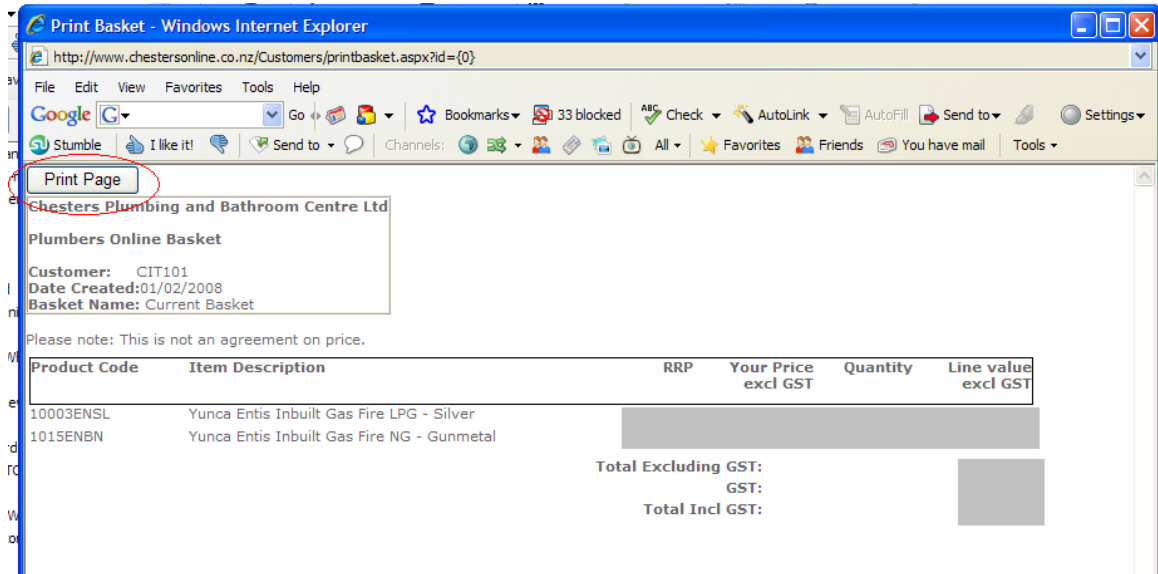 Print Basket - Windows Internet Explorer
http://www.chestersonline.co.nz/Customers/printbasket.aspx?id={0}
File Edit View Favorites Tools Help
Google G Go Bookmarks 33 blocked ABC Check AutoLink AutoFill Send to Settings
Stumble I like it! Send to Channels: All Favorites Friends You have mail Tools
Print Page
Chesters Plumbing and Bathroom Centre Ltd
Plumbers Online Basket
Customer: CIT101
Date Created:01/02/2008
Basket Name: Current Basket
Please note: This is not an agreement on price.
Product Code Item Description RRP Your Price Quantity Line value
excl GST excl GST
10003ENSL Yunca Entis Inbuilt Gas Fire LPG - Silver
1015ENBN Yunca Entis Inbuilt Gas Fire NG - Gunmetal
Total Excluding GST:
GST:
Total Incl GST: